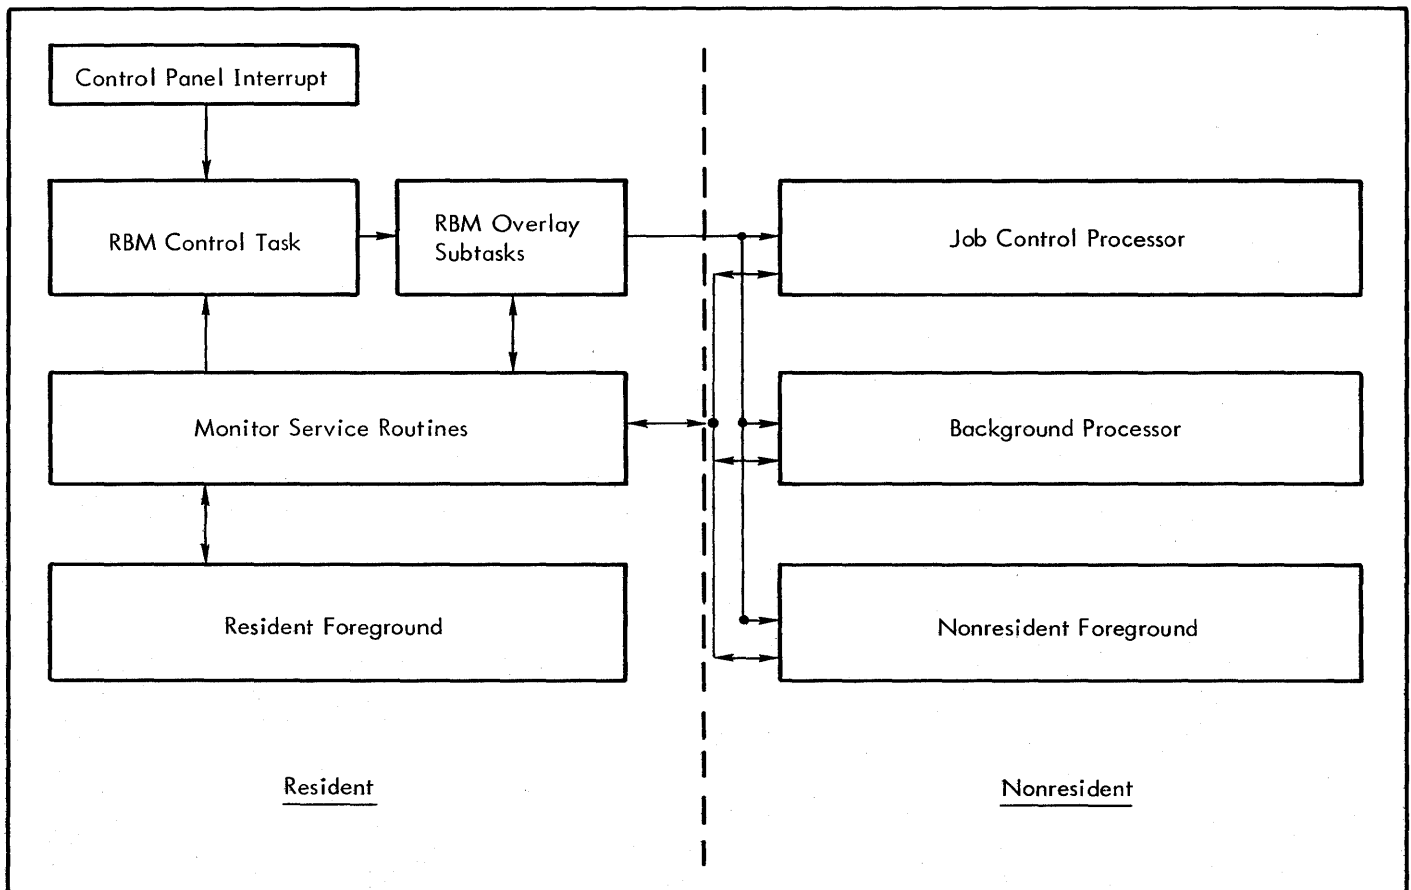 Control Panel Interrupt
RBM Control Task
RBM Overlay
Subtasks
Job Control Processor
Monitor Service Routines
Background Processor
Resident Foreground
Nonresident Foreground
Resident
Nonresident